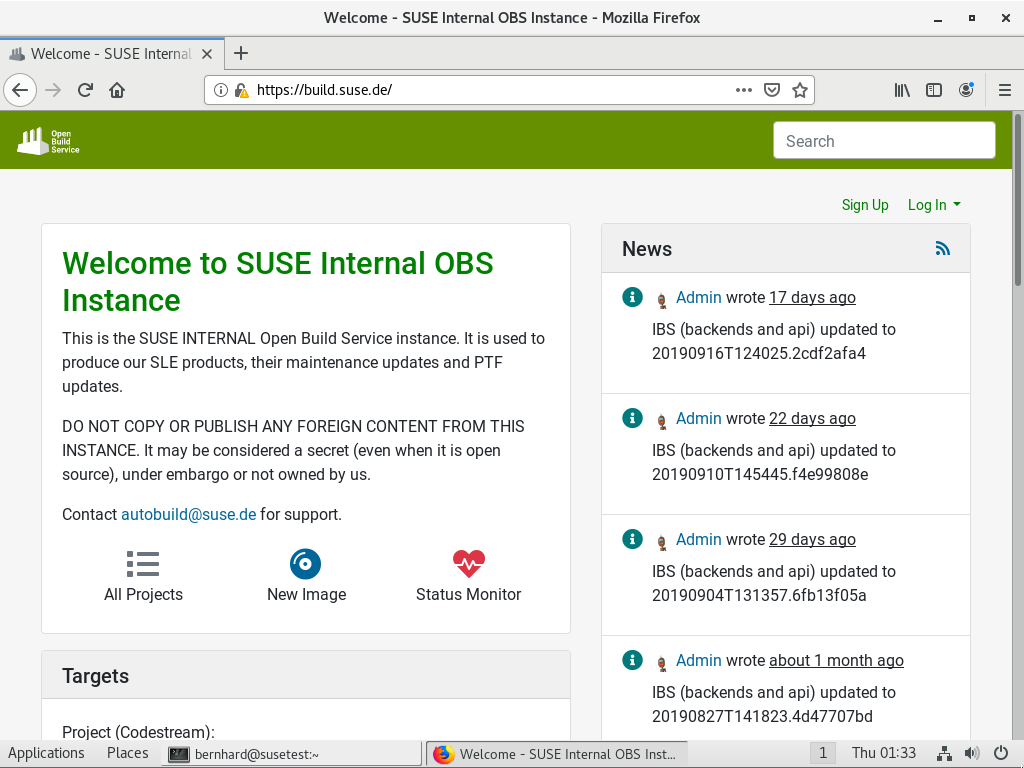 Welcome - SUSE Internal OBS Instance - Mozilla Firefox
Welcome - SUSE Internal
https://build.suse.de/
Open
Build
Service
Search
Sign Up Log In
Welcome to SUSE Internal OBS
Instance
This is the SUSE INTERNAL Open Build Service instance. It is used to
produce our SLE products, their maintenance updates and PTF
updates.
DO NOT COPY OR PUBLISH ANY FOREIGN CONTENT FROM THIS
INSTANCE. It may be considered a secret (even when it is open
source), under embargo or not owned by us.
Contact autobuild@suse.de for support.
All Projects New Image Status Monitor
Targets
Project (Codestream):
News
Admin wrote 17 days ago
IBS (backends and api) updated to
20190916T124025.2cdf2afa4
Admin wrote 22 days ago
IBS (backends and api) updated to
20190910T145445.f4e99808e
Admin wrote 29 days ago
IBS (backends and api) updated to
20190904T131357.6fb13f05a
Admin wrote about 1 month ago
IBS (backends and api) updated to
20190827T141823.4d47707bd
Applications Places bernhard@susetest:~ Welcome - SUSE Internal OBS Inst... 1 Thu 01:33